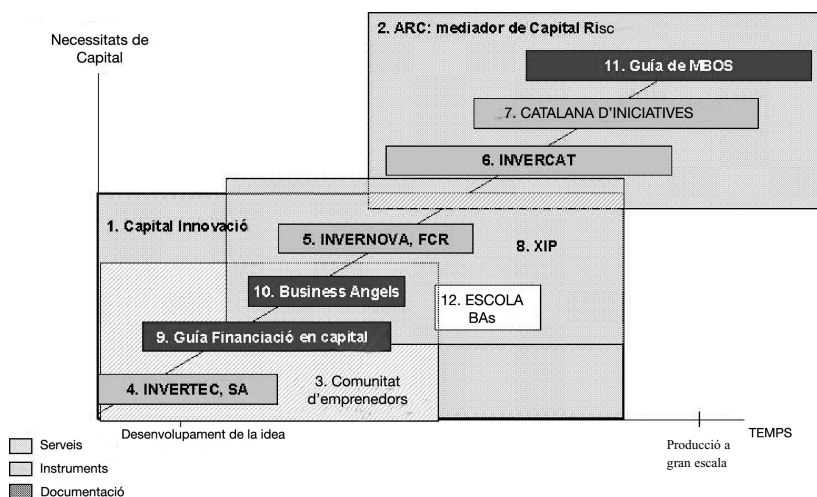 Necessitats de
Capital
2. ARC: mediador de Capital Risc
11. Guía de MBOS
7. CATALANA D'INICIATIVES
6. INVERCAT
1. Capital Innovació
5. INVERNOVA, FCR
8. XIP
10. Business Angels
12. ESCOLA
BAs
9. Guía Financiació en capital
4. INVERTEC, SA
3. Comunitat
d'emprenedors
Desenvolupament de la idea
TEMPS
Producció a
gran escala
Serveis
Instruments
Documentació